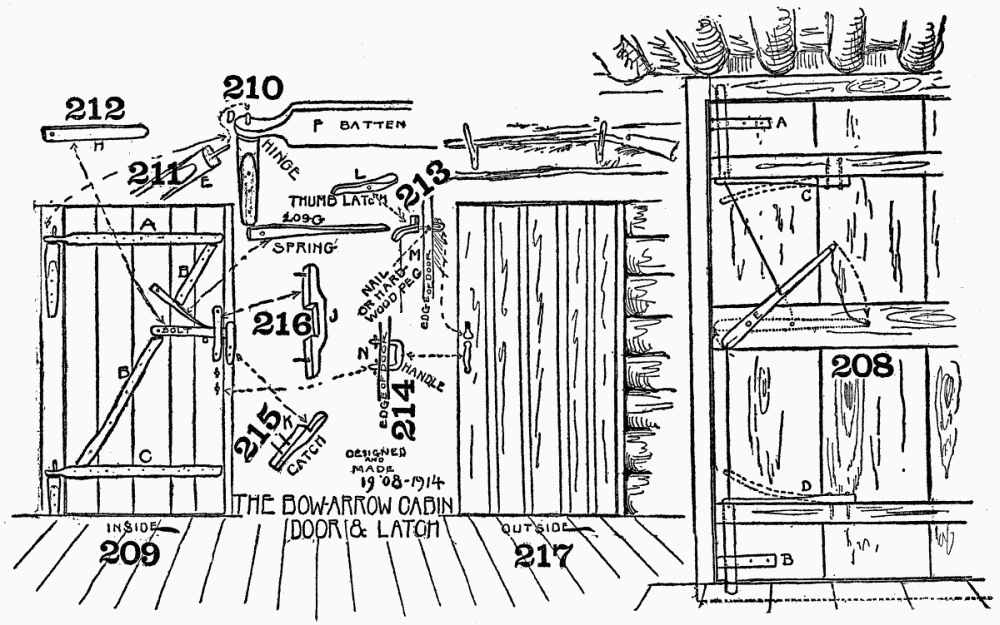 210
212
P BATTEN
A
H
HINGE
211
E
L
213
THUMB LATCH
209G
C
A
SPRING
M
B
NAIL
OR HARD
WOOD PEG
EDGE OF DOOR
J
216
BOLT
E
208
N
B
HANDLE
EDGE OF DOOR
214
215
K
CATCH
DESIGNED
AND
MADE
1908-1914
C
D
THE BOW-ARROW CABIN
DOOR & LATCH
INSIDE
OUTSIDE
209
217
B